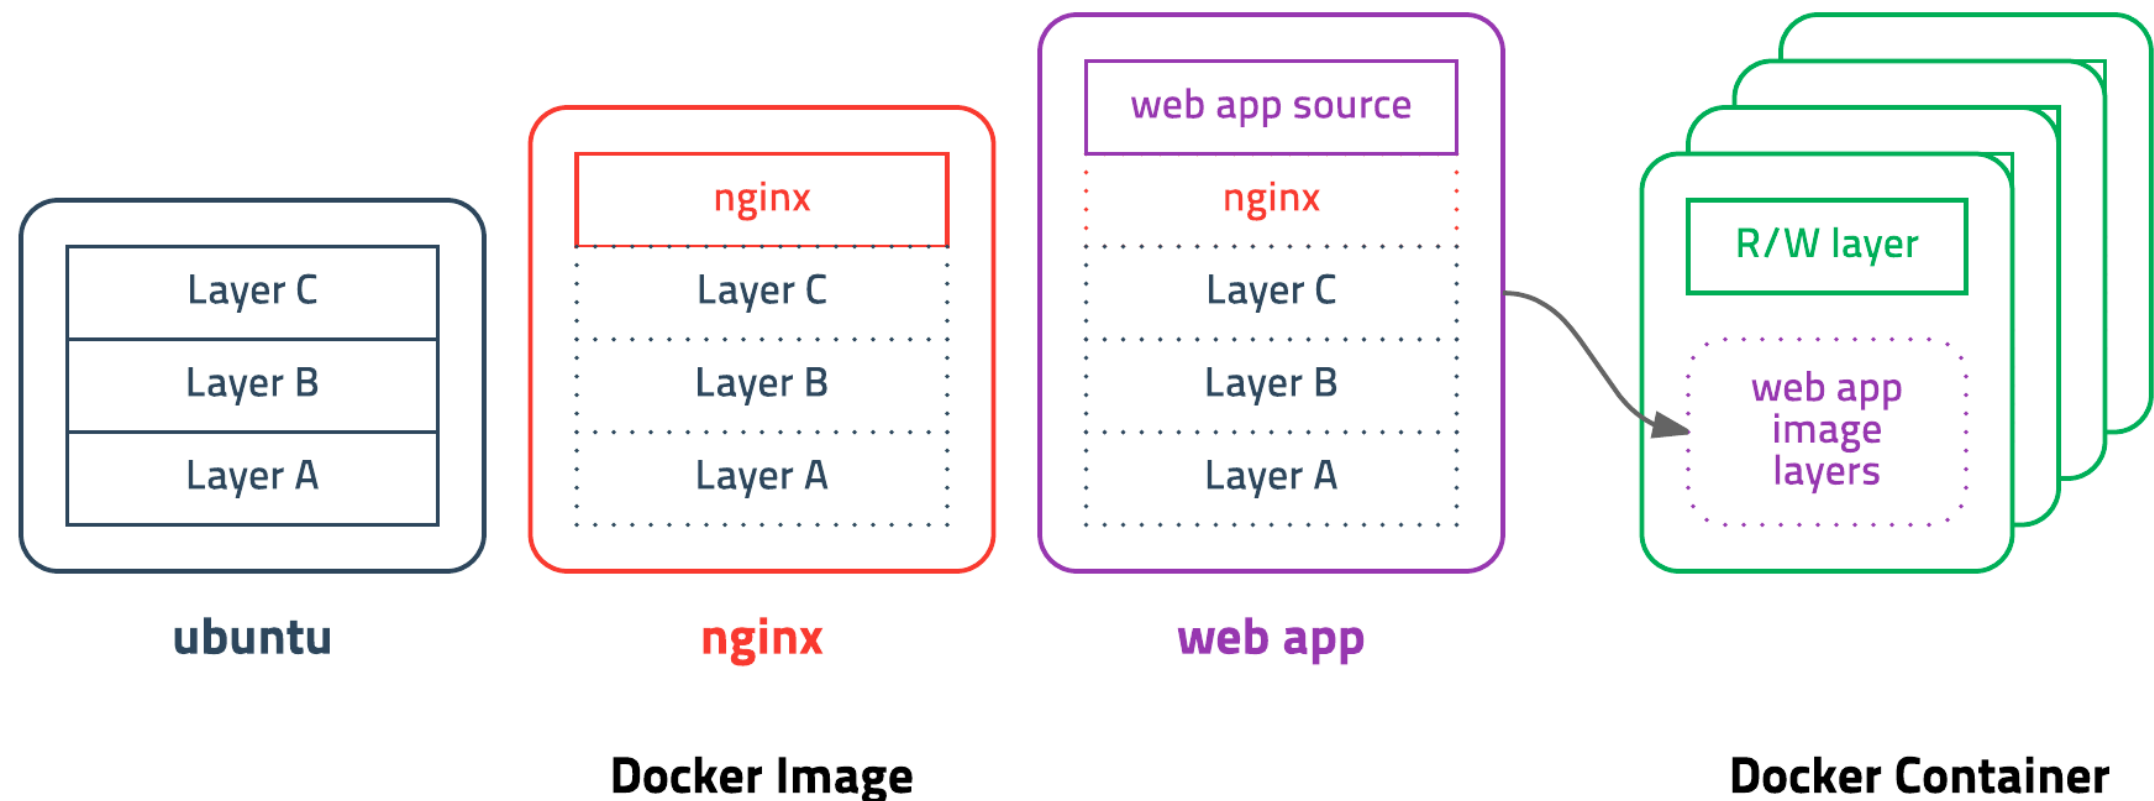 Layer C
Layer B
Layer A
ubuntu
nginx
Layer C
Layer B
Layer A
nginx
web app source
nginx
Layer C
Layer B
Layer A
web app
R/W layer
web app
image
layers
Docker Image
Docker Container